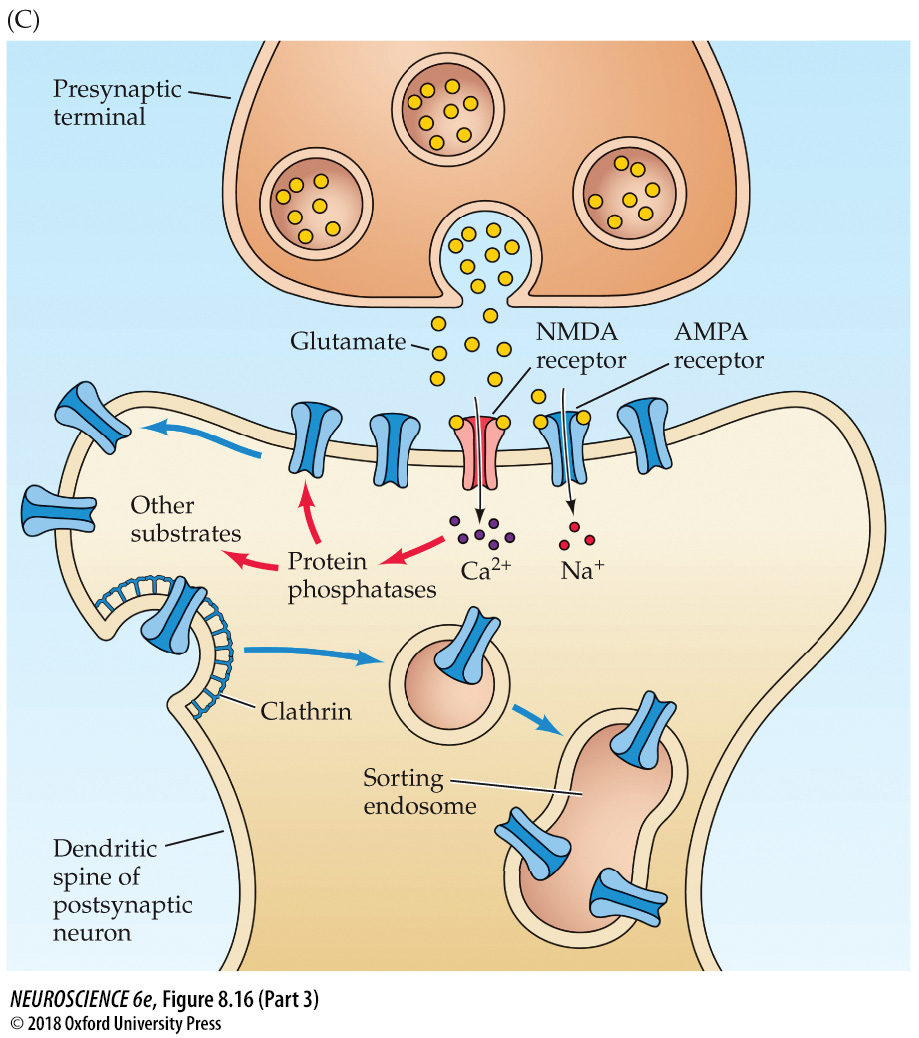 (C)
Presynaptic
terminal
Glutamate
NMDA
receptor
AMPA
receptor
Other
substrates
Protein
phosphatases
Ca2+
Na+
Clathrin
Sorting
endosome
Dendritic
spine of
postsynaptic
neuron
NEUROSCIENCE 6e, Figure 8.16 (Part 3)
© 2018 Oxford University Press